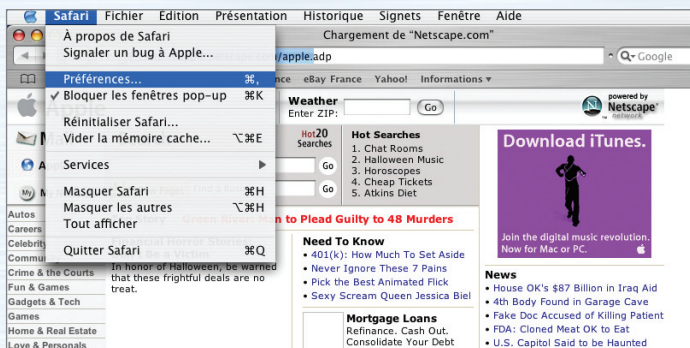 Safari Fichier Edition Présentation Historique Signets Fenêtre Aide
Chargement de “Netscape.com”
/apple.adp
Google
nce eBay France Yahoo! Informations
À propos de Safari
Signaler un bug à Apple...
Préférences... ⌘,
✓ Bloquer les fenêtres pop-up ⌘K
Réinitialiser Safari...
Vider la mémoire cache... ⌥⌘E
Services
Masquer Safari ⌘H
Masquer les autres ⌥⌘H
Tout afficher
Quitter Safari ⌘Q
Weather
Enter ZIP:
Go
powered by
Netscape
network
Hot20
Searches
Go
Go
Hot Searches
1. Chat Rooms
2. Halloween Music
3. Horoscopes
4. Cheap Tickets
5. Atkins Diet
Download iTunes.
Join the digital music revolution.
Now for Mac or PC.
My
Autos
Careers
Celebrity
Commu
Crime & the Courts
Fun & Games
Gadgets & Tech
Games
Home & Real Estate
Love & Personals
to Plead Guilty to 48 Murders
In honor of Halloween, be warned
that these frightful deals are no
treat.
Need To Know
• 401(k): How Much To Set Aside
• Never Ignore These 7 Pains
• Pick the Best Animated Flick
• Sexy Scream Queen Jessica Biel
Mortgage Loans
Refinance. Cash Out.
Consolidate Your Debt
News
• House OK's $87 Billion in Iraq Aid
• 4th Body Found in Garage Cave
• Fake Doc Accused of Killing Patient
• FDA: Cloned Meat OK to Eat
• U.S. Capitol Said to be Haunted